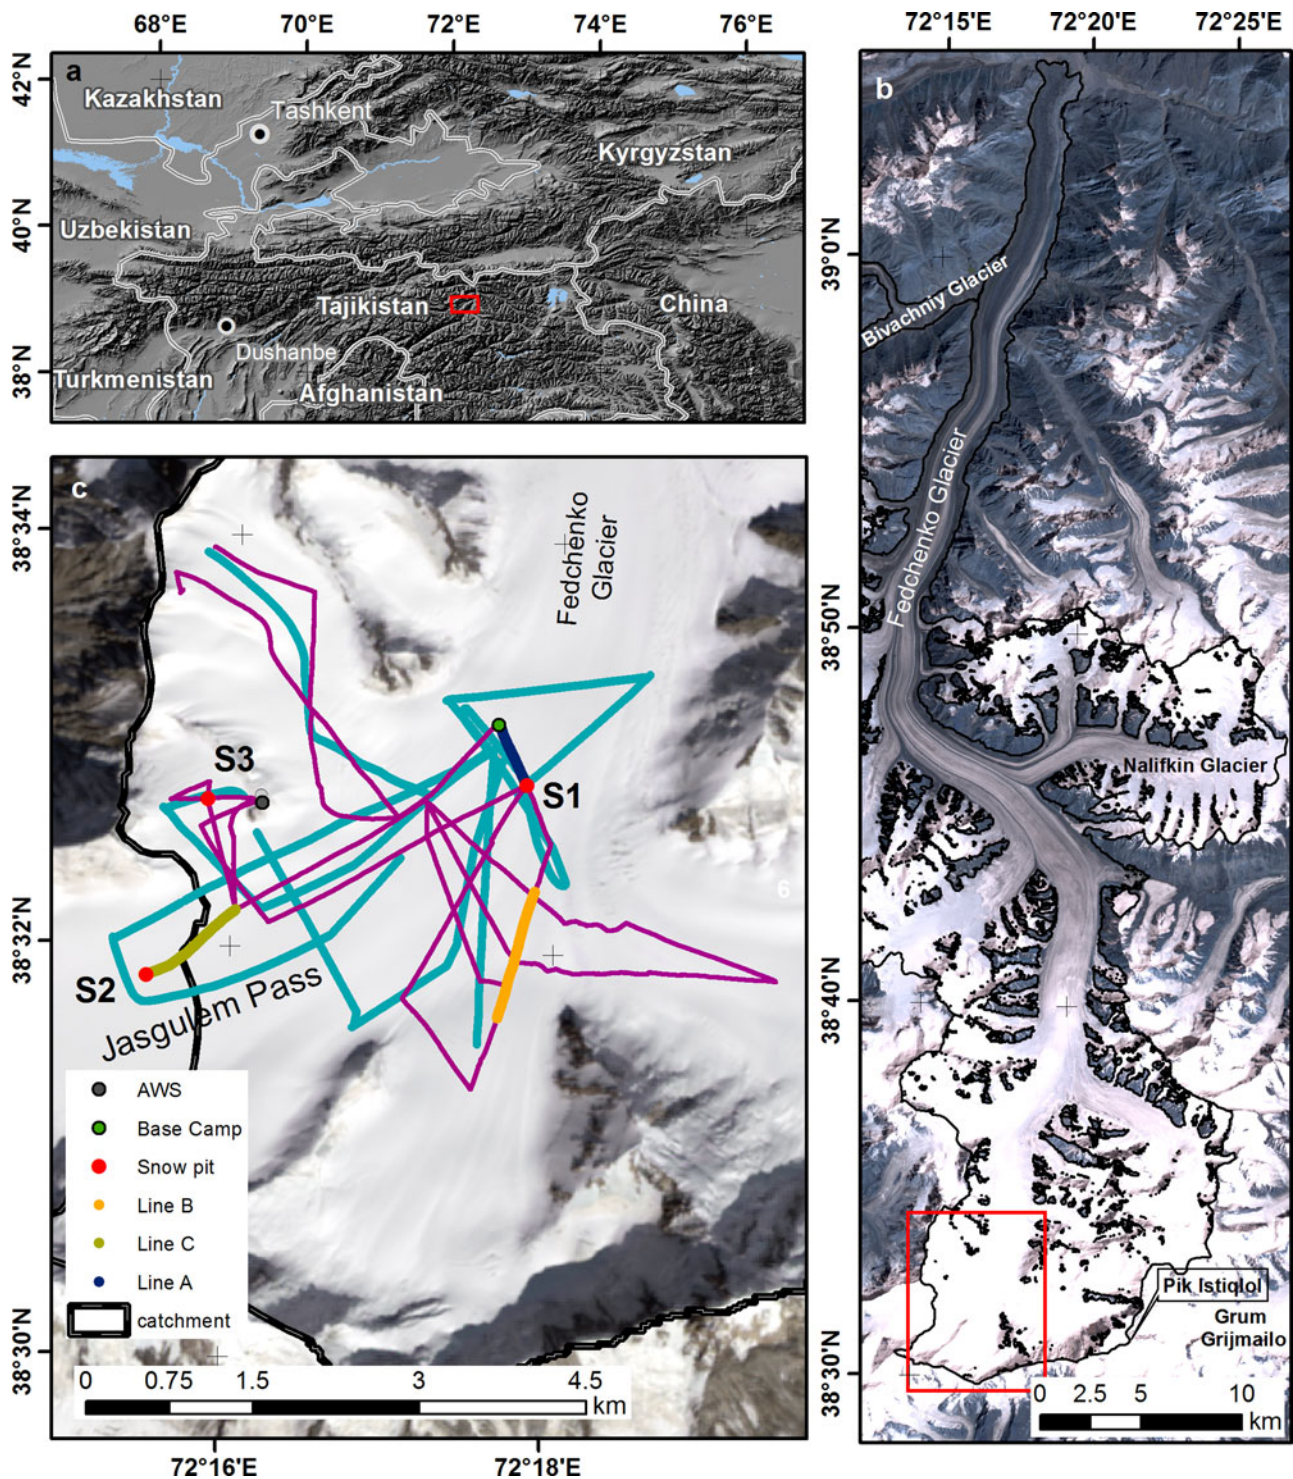 68°E 70°E 72°E 74°E 76°E
42°N
40°N
38°N
a
Kazakhstan
Tashkent
Kyrgyzstan
Uzbekistan
Tajikistan
China
Dushanbe
Turkmenistan
Afghanistan
72°15'E 72°20'E 72°25'E
39°0'N
38°50'N
38°40'N
38°30'N
b
Bivachniy Glacier
Fedchenko Glacier
Nalifkin Glacier
Pik Istiqlol
Grum
Grijmailo
0 2.5 5 10
km
c
38°34'N
38°32'N
38°30'N
Fedchenko
Glacier
S3
S1
6
S2
Jasgulem Pass
AWS
Base Camp
Snow pit
Line B
Line C
Line A
catchment
0 0.75 1.5 3 4.5
km
72°16'E 72°18'E